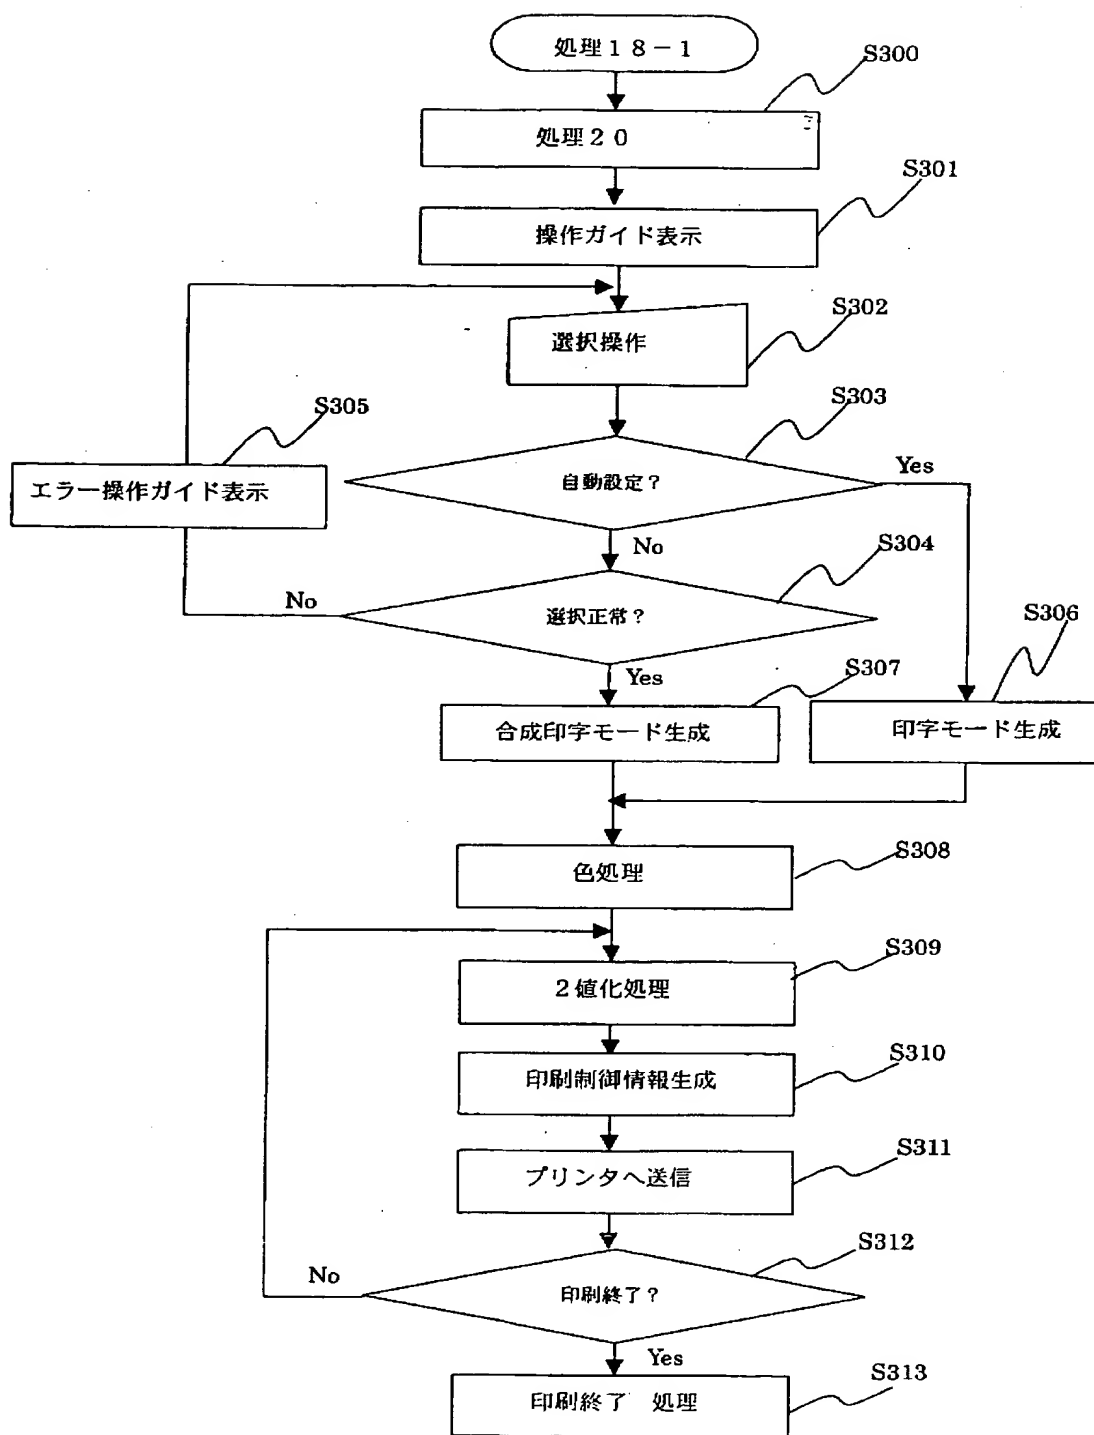 処理１８－１
S300
処理２０
S301
操作ガイド表示
S302
選択操作
S303
自動設定？
Yes
No
S305
エラー操作ガイド表示
S304
選択正常？
No
Yes
S306
印字モード生成
S307
合成印字モード生成
S308
色処理
S309
２値化処理
S310
印刷制御情報生成
S311
プリンタへ送信
S312
印刷終了？
No
Yes
S313
印刷終了　処理